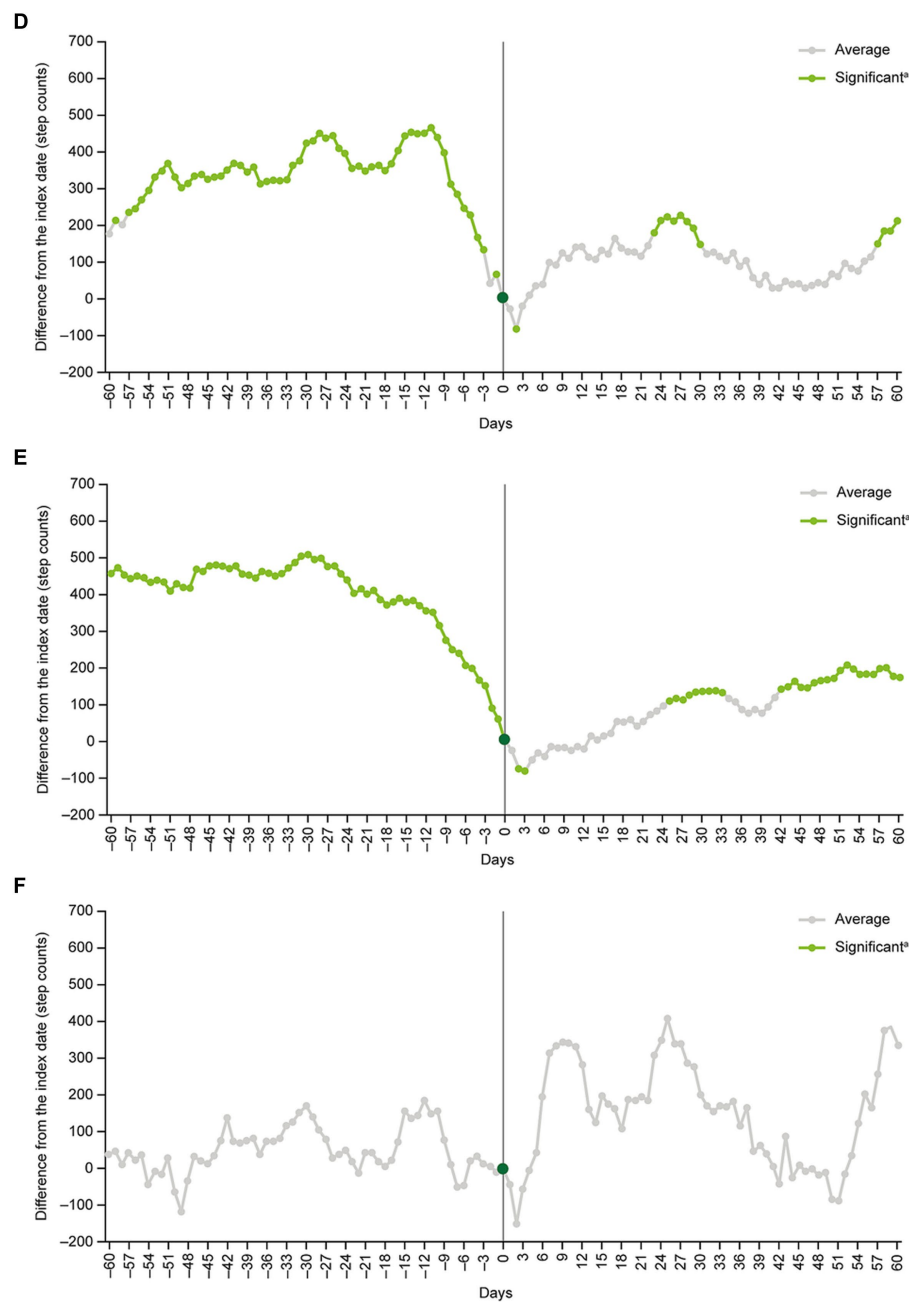 D
Difference from the index date (step counts)
700
600
500
400
300
200
100
0
–100
–200
Average
Significantᵃ
–60 –57 –54 –51 –48 –45 –42 –39 –36 –33 –30 –27 –24 –21 –18 –15 –12 –9 –6 –3 0 3 6 9 12 15 18 21 24 27 30 33 36 39 42 45 48 51 54 57 60
Days
E
Difference from the index date (step counts)
700
600
500
400
300
200
100
0
–100
–200
Average
Significantᵃ
–60 –57 –54 –51 –48 –45 –42 –39 –36 –33 –30 –27 –24 –21 –18 –15 –12 –9 –6 –3 0 3 6 9 12 15 18 21 24 27 30 33 36 39 42 45 48 51 54 57 60
Days
F
Difference from the index date (step counts)
700
600
500
400
300
200
100
0
–100
–200
Average
Significantᵃ
–60 –57 –54 –51 –48 –45 –42 –39 –36 –33 –30 –27 –24 –21 –18 –15 –12 –9 –6 –3 0 3 6 9 12 15 18 21 24 27 30 33 36 39 42 45 48 51 54 57 60
Days